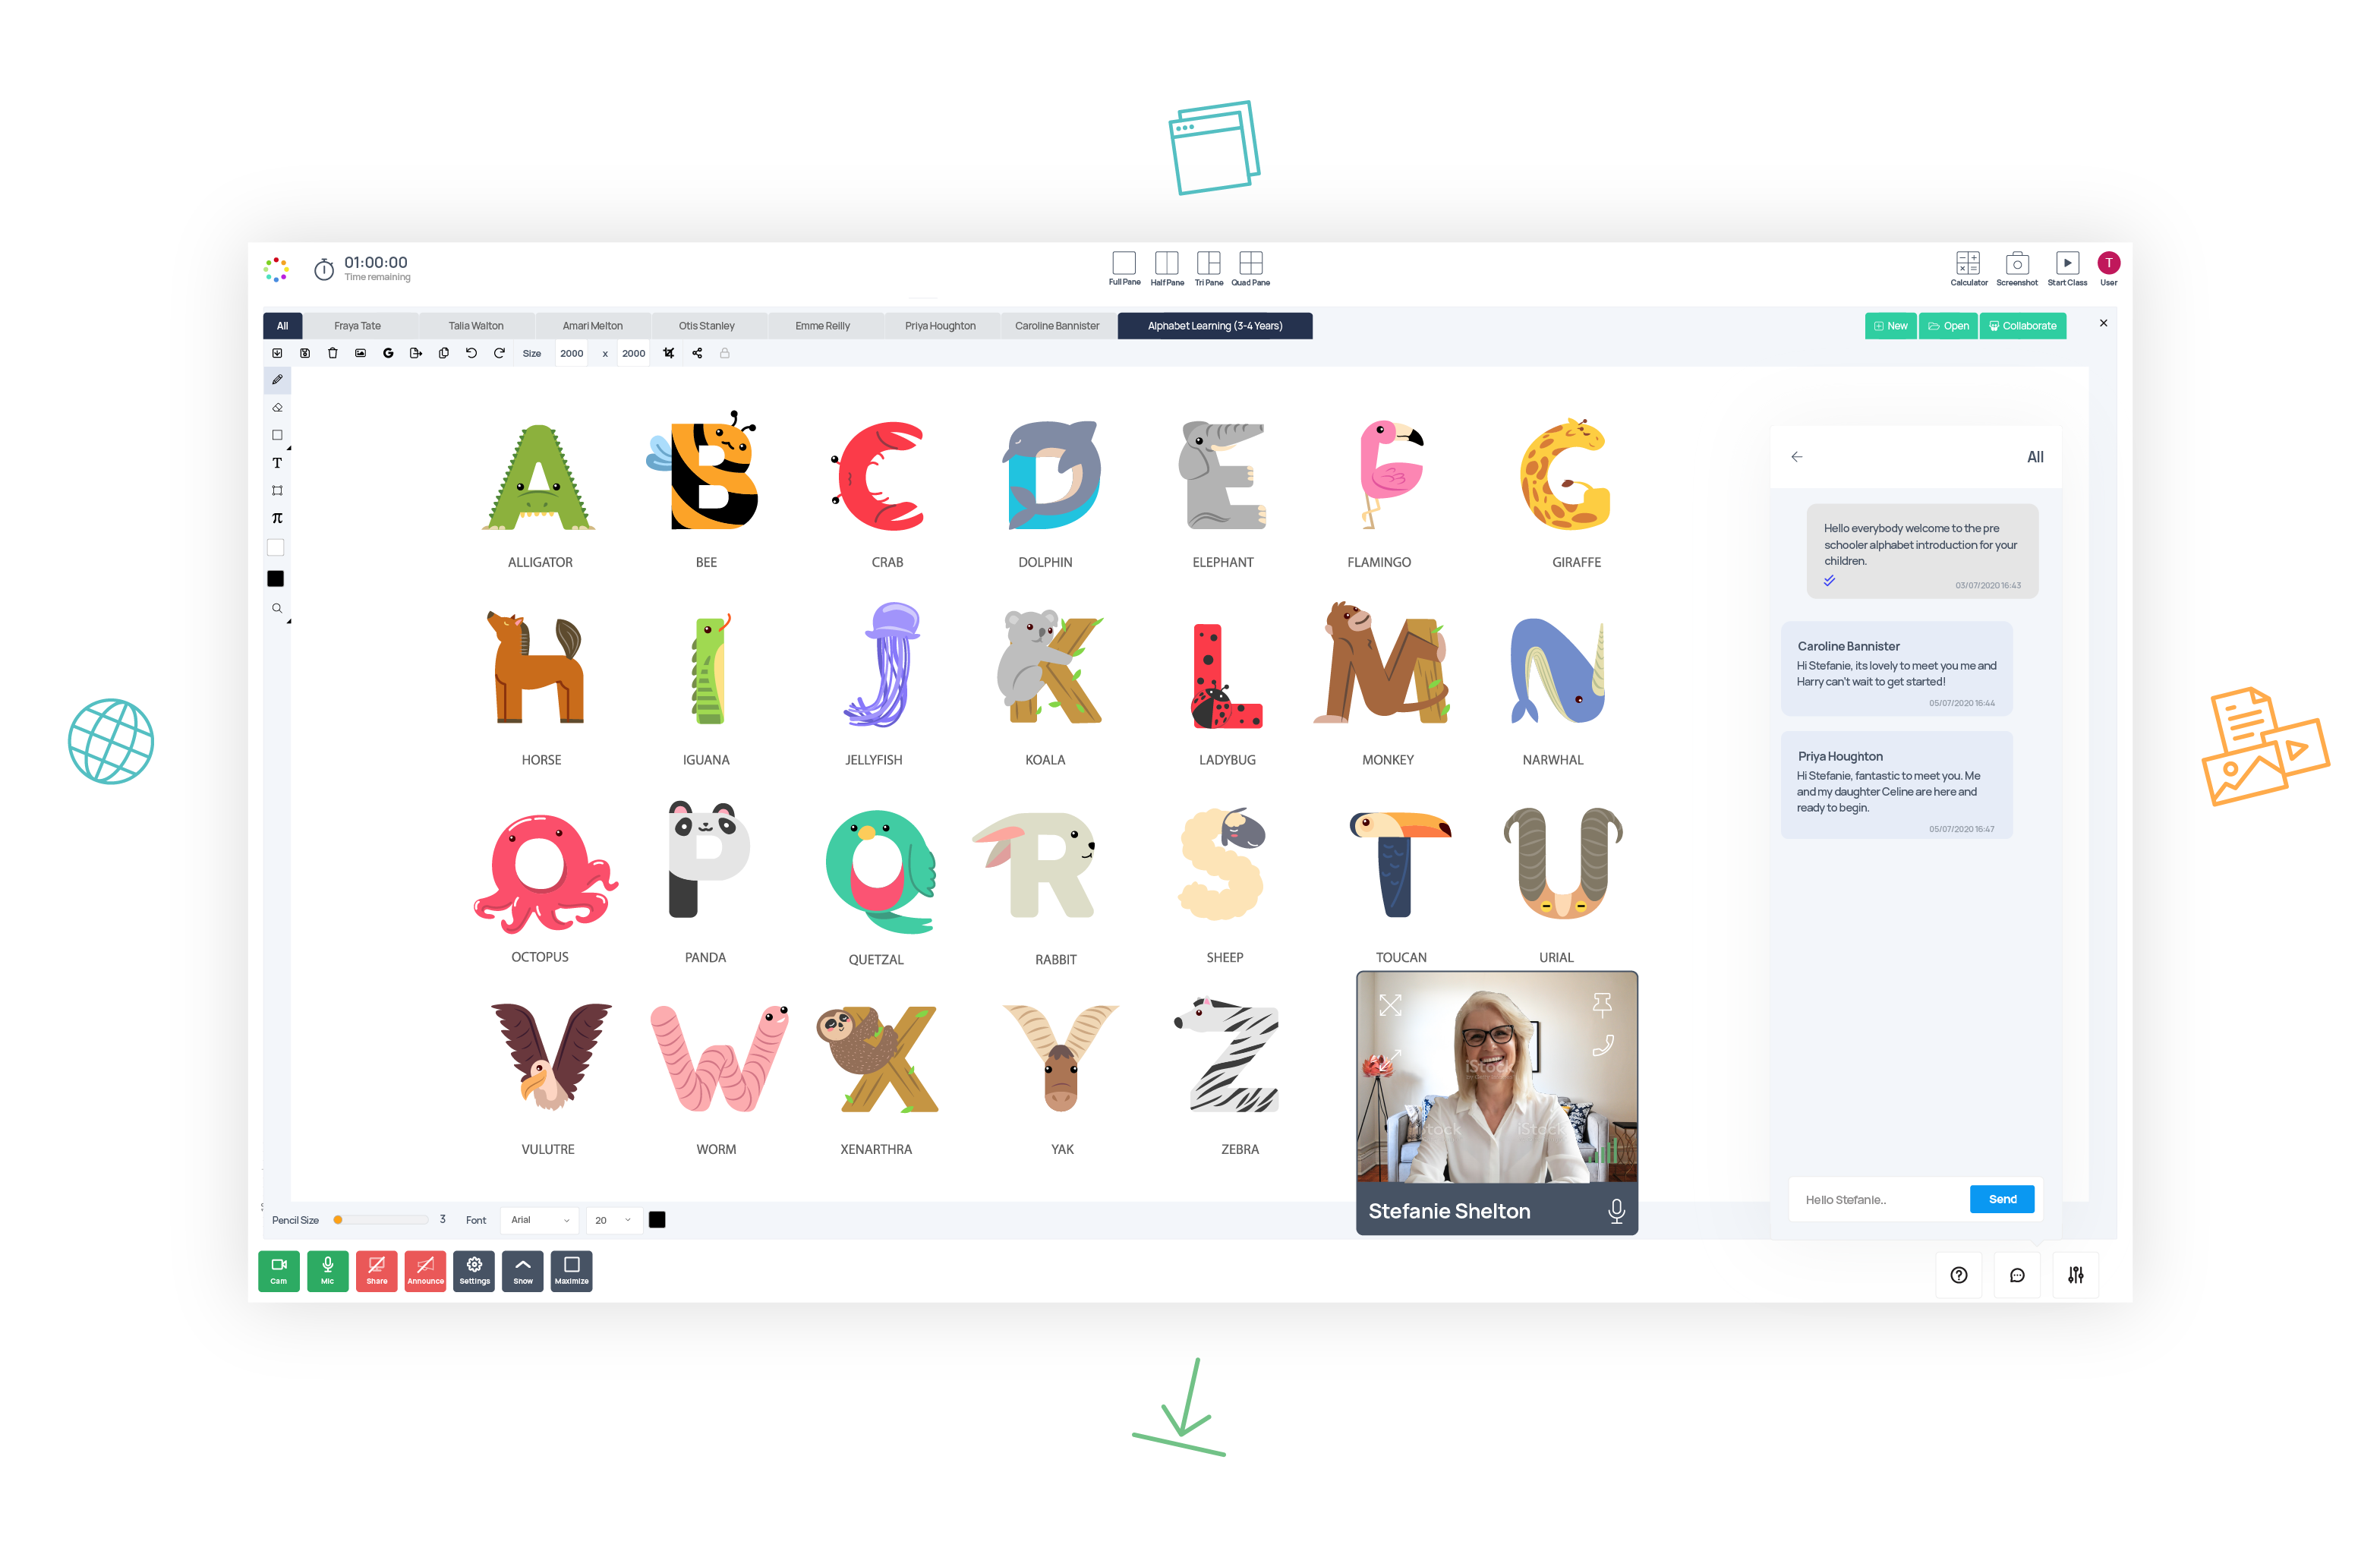 01:00:00
Time remaining
Full Pane Half Pane Tri Pane Quad Pane
Calculator Screenshot Start Class User
T
All Fraya Tate Talia Walton Amari Melton Otis Stanley Emme Reilly Priya Houghton Caroline Bannister Alphabet Learning (3-4 Years)
New Open Collaborate
Size 2000 x 2000
T
π
ALLIGATOR BEE CRAB DOLPHIN ELEPHANT FLAMINGO GIRAFFE
HORSE IGUANA JELLYFISH KOALA LADYBUG MONKEY NARWHAL
OCTOPUS PANDA QUETZAL RABBIT SHEEP TOUCAN URIAL
VULUTRE WORM XENARTHRA YAK ZEBRA
All
Hello everybody welcome to the pre
schooler alphabet introduction for your
children.
03/07/2020 16:43
Caroline Bannister
Hi Stefanie, its lovely to meet you me and
Harry can't wait to get started!
05/07/2020 16:44
Priya Houghton
Hi Stefanie, fantastic to meet you. Me
and my daughter Celine are here and
ready to begin.
05/07/2020 16:47
iStock
iStock
Stefanie Shelton
Hello Stefanie..
Send
Pencil Size 3 Font Arial 20
Cam Mic Share Announce Settings Snow Maximize